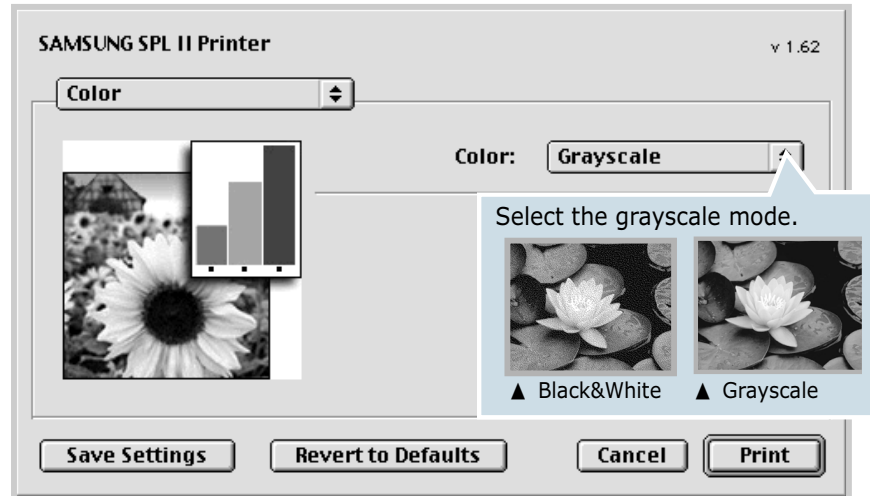 SAMSUNG SPL II Printer
v 1.62
Color
Color: Grayscale
Select the grayscale mode.
▲ Black&White ▲ Grayscale
Save Settings Revert to Defaults Cancel Print